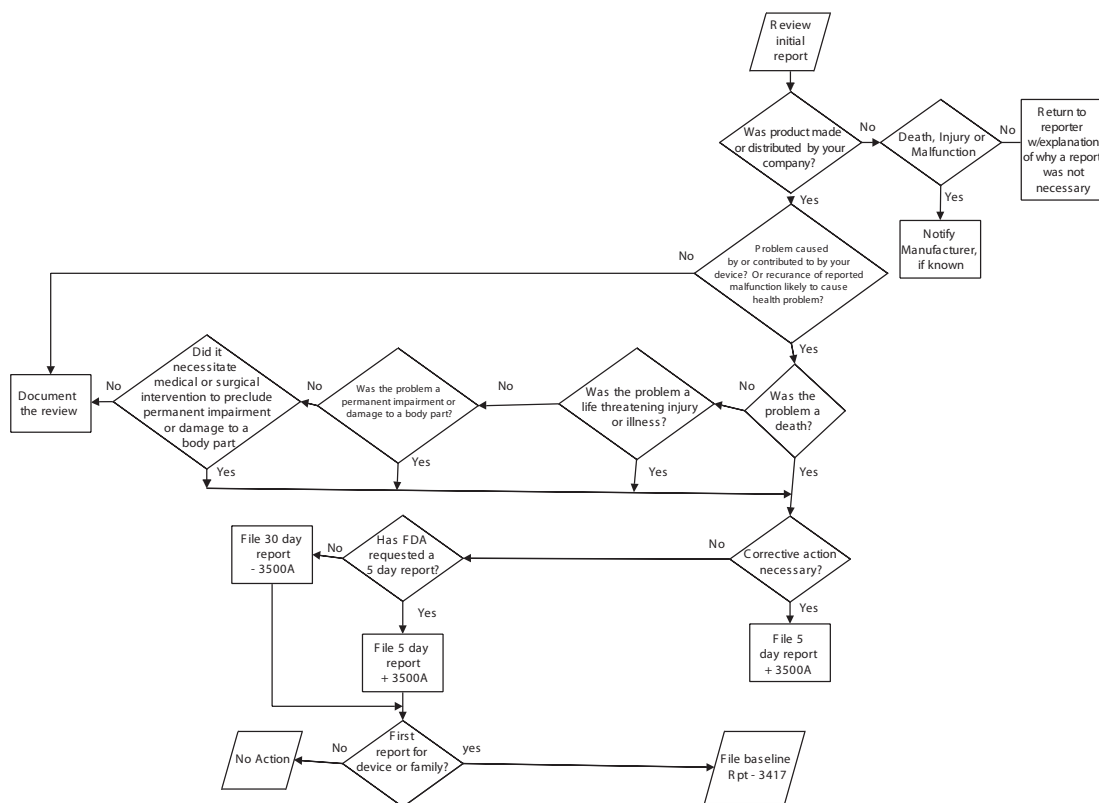 Review
initial
report
Was product made
or distributed by your
company?
No
Death, Injury or
Malfunction
No
Return to
reporter
w/explanation
of why a report
was not
necessary
Yes
Yes
Notify
Manufacturer,
if known
No
Problem caused
by or contributed to by your
device? Or recurance of reported
malfunction likely to cause
health problem?
Yes
Document
the review
No
Did it
necessitate
medical or surgical
intervention to preclude
permanent impairment
or damage to a
body part
No
Was the problem a
permanent impairment or
damage to a body part?
No
Was the problem a
life threatening injury
or illness?
No
Was the
problem a
death?
Yes
Yes
Yes
Yes
File 30 day
report
- 3500A
No
Has FDA
requested a
5 day report?
No
Corrective action
necessary?
Yes
Yes
File 5 day
report
+ 3500A
File 5
day report
+ 3500A
No Action
No
First
report for
device or family?
yes
File baseline
Rpt - 3417